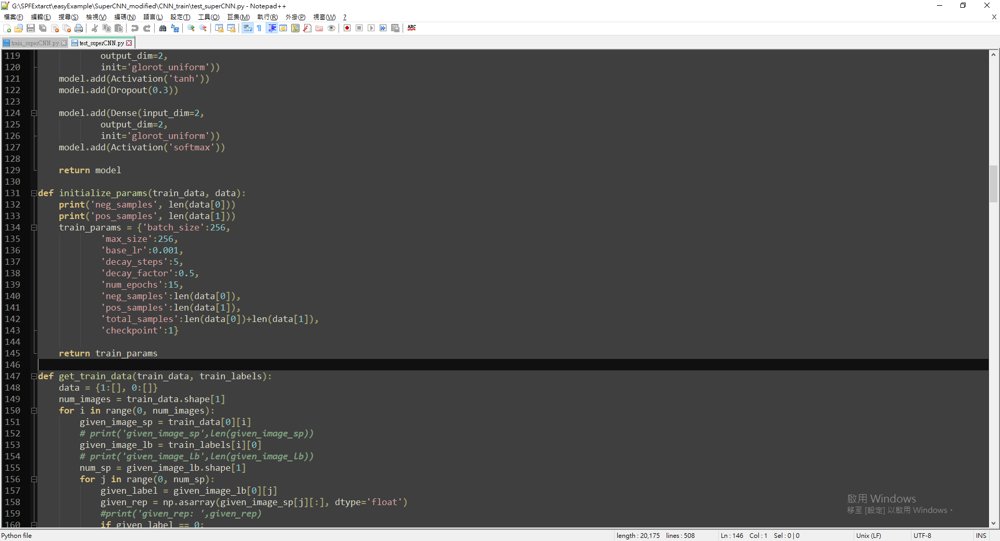 G:\SPFExtarct\easyExample\SuperCNN_modified\CNN_train\test_superCNN.py - Notepad++
檔案(F) 編輯(E) 搜尋(S) 檢視(V) 編碼(N) 語言(L) 設定(T) 工具(O) 巨集(M) 執行(R) 外掛(P) 視窗(W) ? X
ABC
train_superCNN.py test_superCNN.py
119 output_dim=2,
120 init='glorot_uniform'))
121 model.add(Activation('tanh'))
122 model.add(Dropout(0.3))
123
124 model.add(Dense(input_dim=2,
125 output_dim=2,
126 init='glorot_uniform'))
127 model.add(Activation('softmax'))
128
129 return model
130
131 def initialize_params(train_data, data):
132 print('neg_samples', len(data[0]))
133 print('pos_samples', len(data[1]))
134 train_params = {'batch_size':256,
135 'max_size':256,
136 'base_lr':0.001,
137 'decay_steps':5,
138 'decay_factor':0.5,
139 'num_epochs':15,
140 'neg_samples':len(data[0]),
141 'pos_samples':len(data[1]),
142 'total_samples':len(data[0])+len(data[1]),
143 'checkpoint':1}
144
145 return train_params
146
147 def get_train_data(train_data, train_labels):
148 data = {1:[], 0:[]}
149 num_images = train_data.shape[1]
150 for i in range(0, num_images):
151 given_image_sp = train_data[0][i]
152 # print('given_image_sp',len(given_image_sp))
153 given_image_lb = train_labels[i][0]
154 # print('given_image_lb',len(given_image_lb))
155 num_sp = given_image_lb.shape[1]
156 for j in range(0, num_sp):
157 given_label = given_image_lb[0][j]
158 given_rep = np.asarray(given_image_sp[j][:], dtype='float')
159 #print('given_rep: ',given_rep)
160 if given_label == 0:
啟用 Windows
移至 [設定] 以啟用 Windows。
Python file length : 20,175 lines : 508 Ln : 146 Col : 1 Sel : 0 | 0 Unix (LF) UTF-8 INS